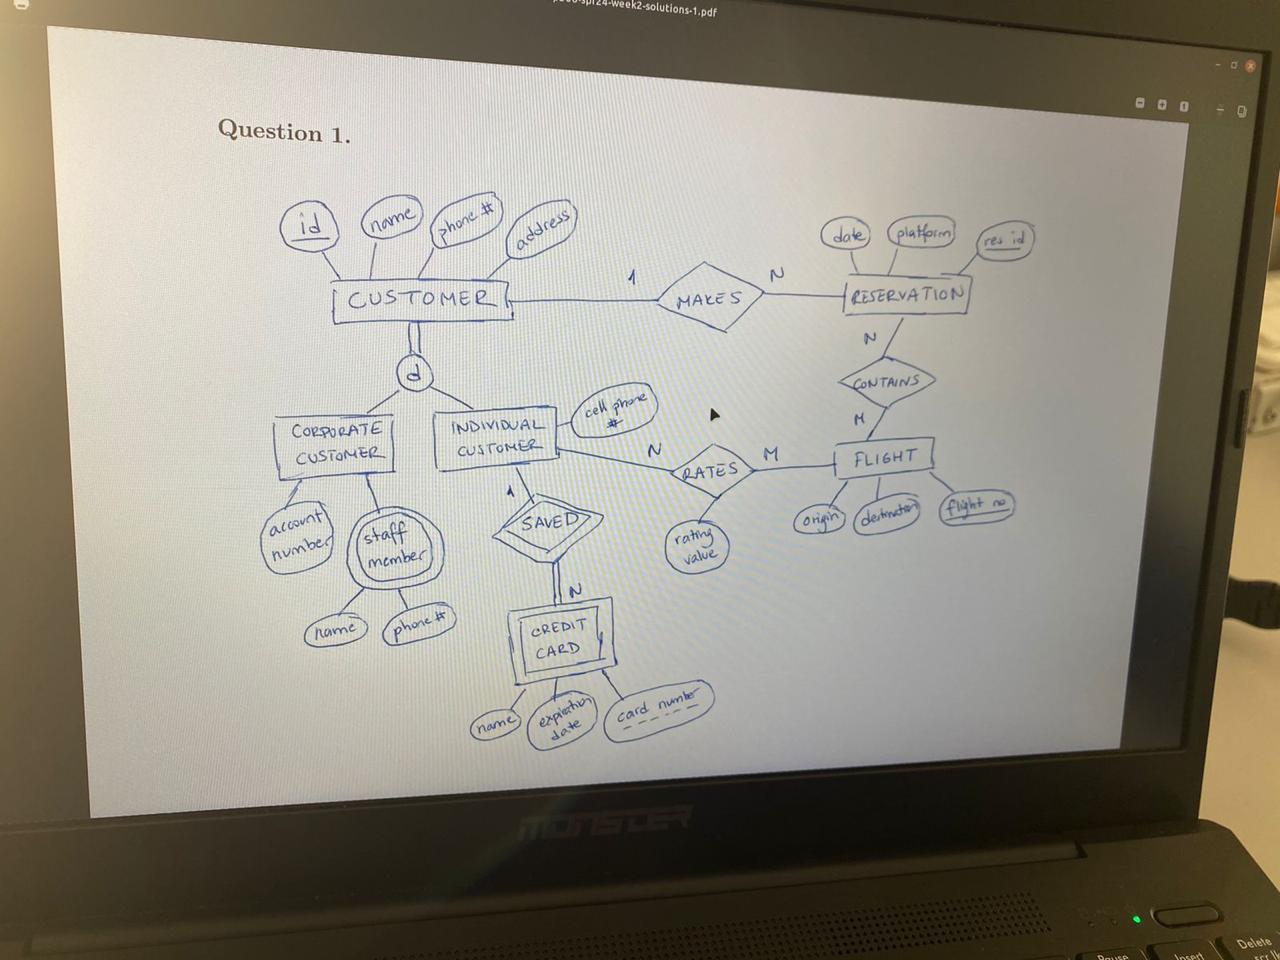 spr24-week2-solutions-1.pdf
Question 1.
id
name
phone #
address
date
platform
res id
CUSTOMER
1
MAKES
N
RESERVATION
N
d
CONTAINS
M
CORPORATE
CUSTOMER
INDIVIDUAL
CUSTOMER
cell phone
#
N
RATES
M
FLIGHT
account
number
staff
member
1
SAVED
rating
value
origin
destination
flight no
name
phone #
N
CREDIT
CARD
name
expiration
date
card number
MONSTER
Pause
Insert
Delete